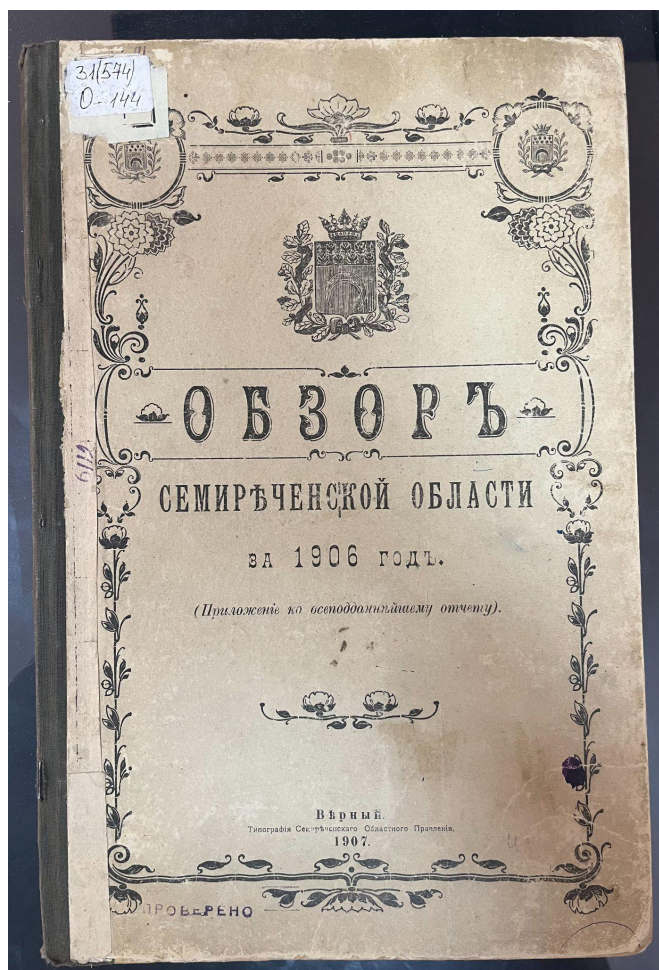 31(574)
О-144
ОБЗОРЪ
СЕМИРѢЧЕНСКОЙ ОБЛАСТИ
ЗА 1906 ГОДЪ.
(Приложеніе ко всеподданнѣйшему отчету).
Вѣрный.
Типографія Семирѣченскаго Областного Правленія.
1907.
ПРОВЕРЕНО